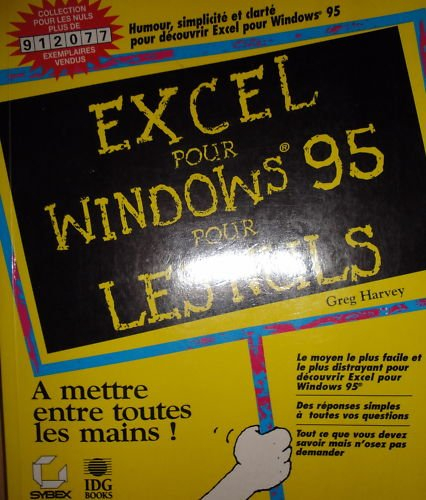 COLLECTION
POUR LES NULS
PLUS DE
912077
EXEMPLAIRES
VENDUS
Humour, simplicité et clarté
pour découvrir Excel pour Windows® 95
EXCEL
POUR
WINDOWS® 95
POUR
LES NULS
Greg Harvey
A mettre
entre toutes
les mains !
Le moyen le plus facile et
le plus distrayant pour
découvrir Excel pour
Windows 95®
Des réponses simples
à toutes vos questions
Tout ce que vous devez
savoir mais n'osez pas
demander
SYBEX
IDG
BOOKS